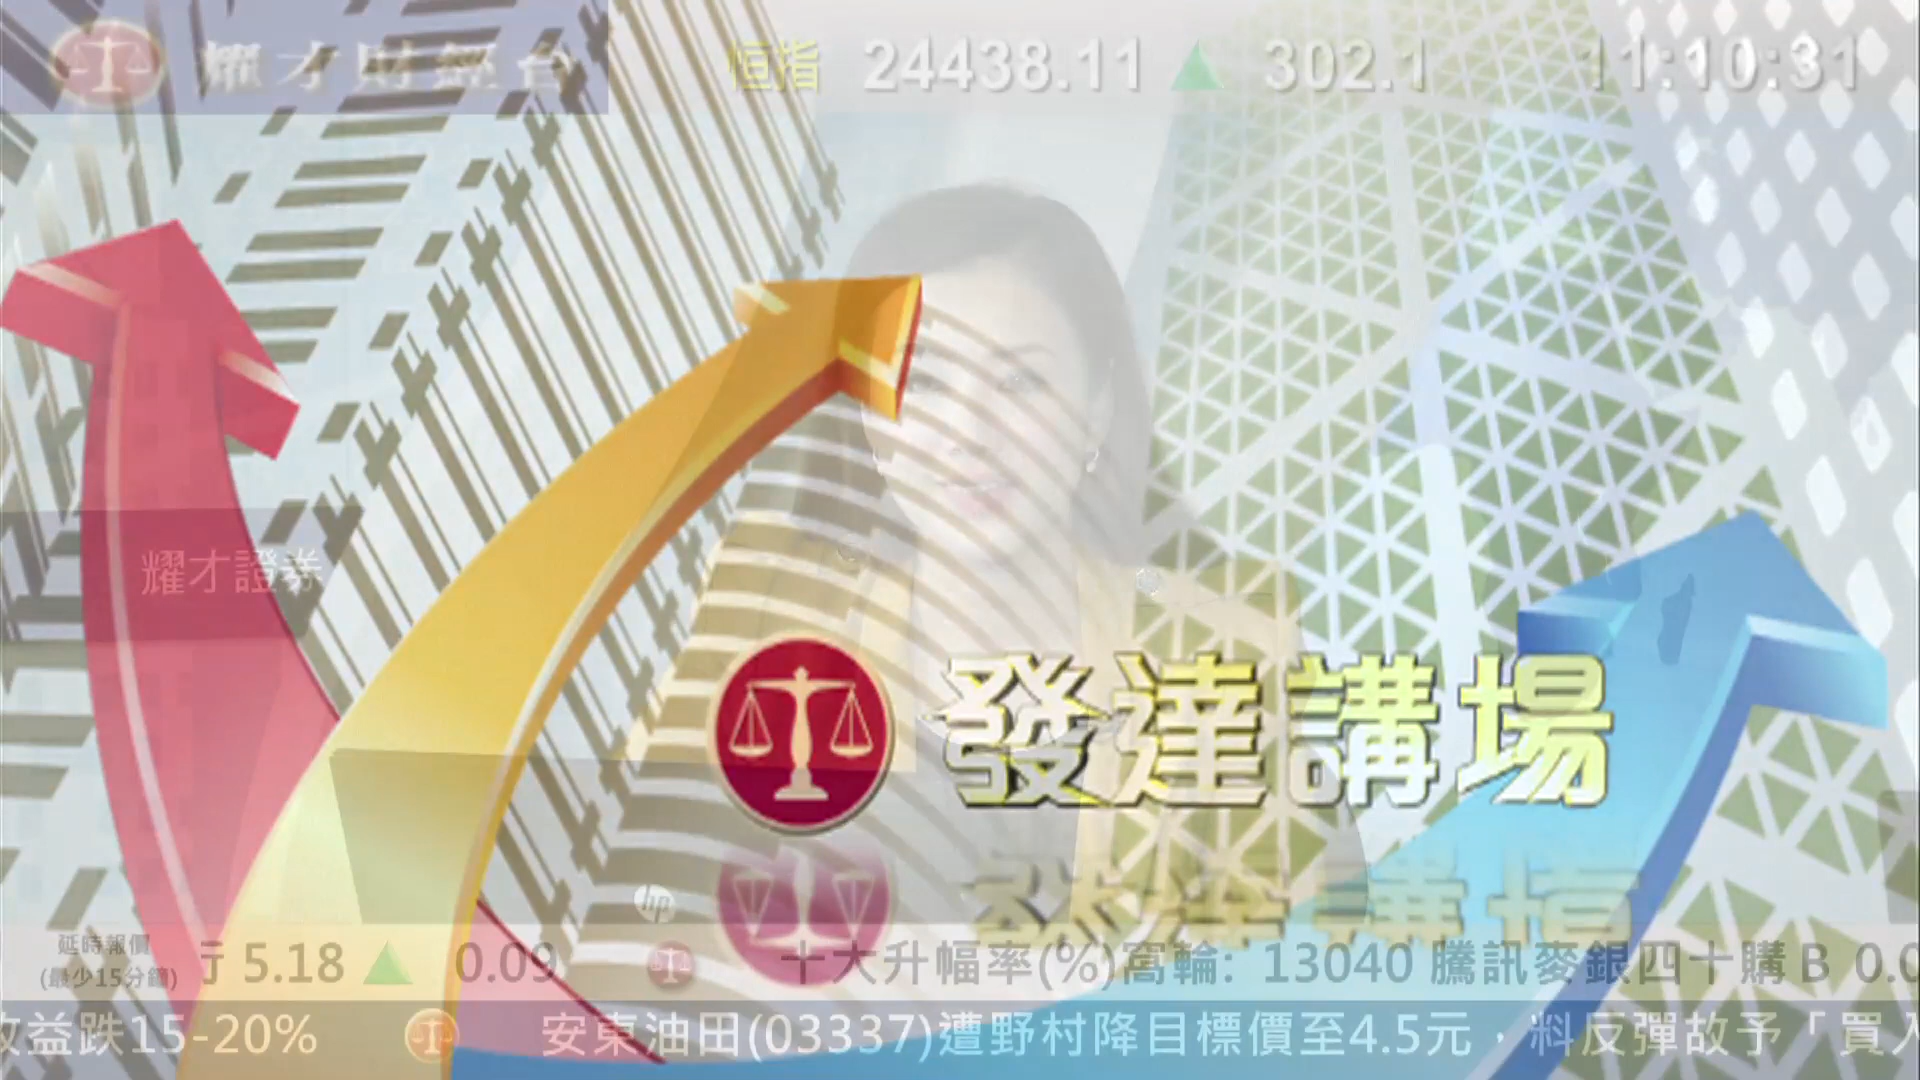 耀才財經台
恒指 24438.11 ▲ 302.1 11:10:31
耀才證券
發達講場
hp
延時報價
(最少15分鐘)
5.18 ▲ 0.09 十大升幅率(%)窩輪: 13040 騰訊麥銀四十購B 0.0
收益跌15-20% 安東油田(03337)遭野村降目標價至4.5元，料反彈故予「買入